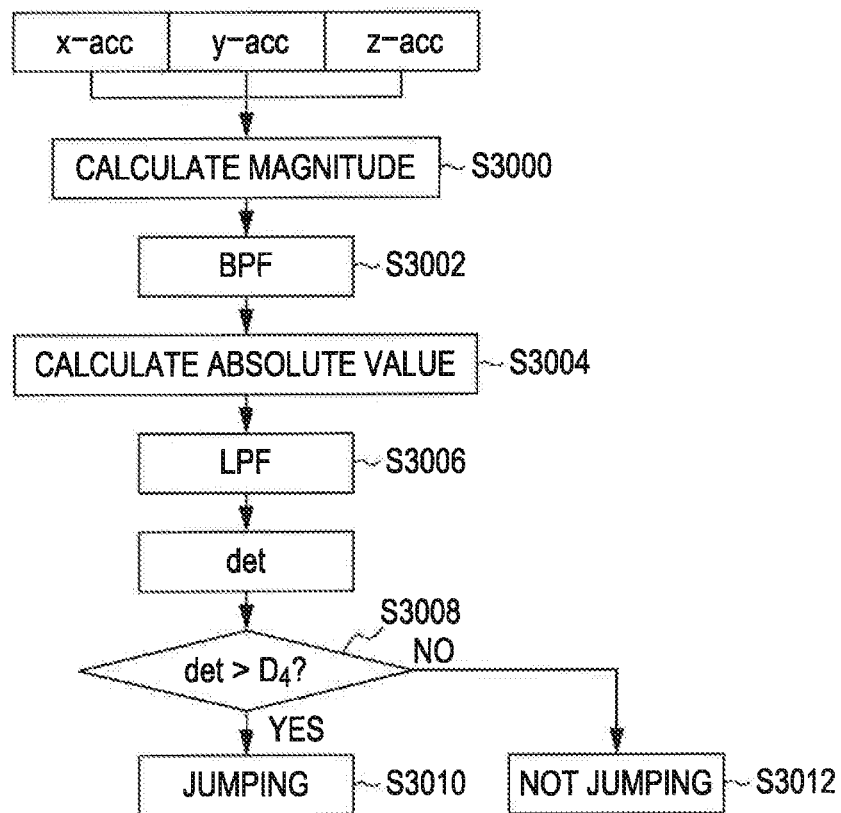 x-acc y-acc z-acc
CALCULATE MAGNITUDE S3000
BPF S3002
CALCULATE ABSOLUTE VALUE S3004
LPF S3006
det
S3008
det > D₄? NO
YES
JUMPING S3010 NOT JUMPING S3012